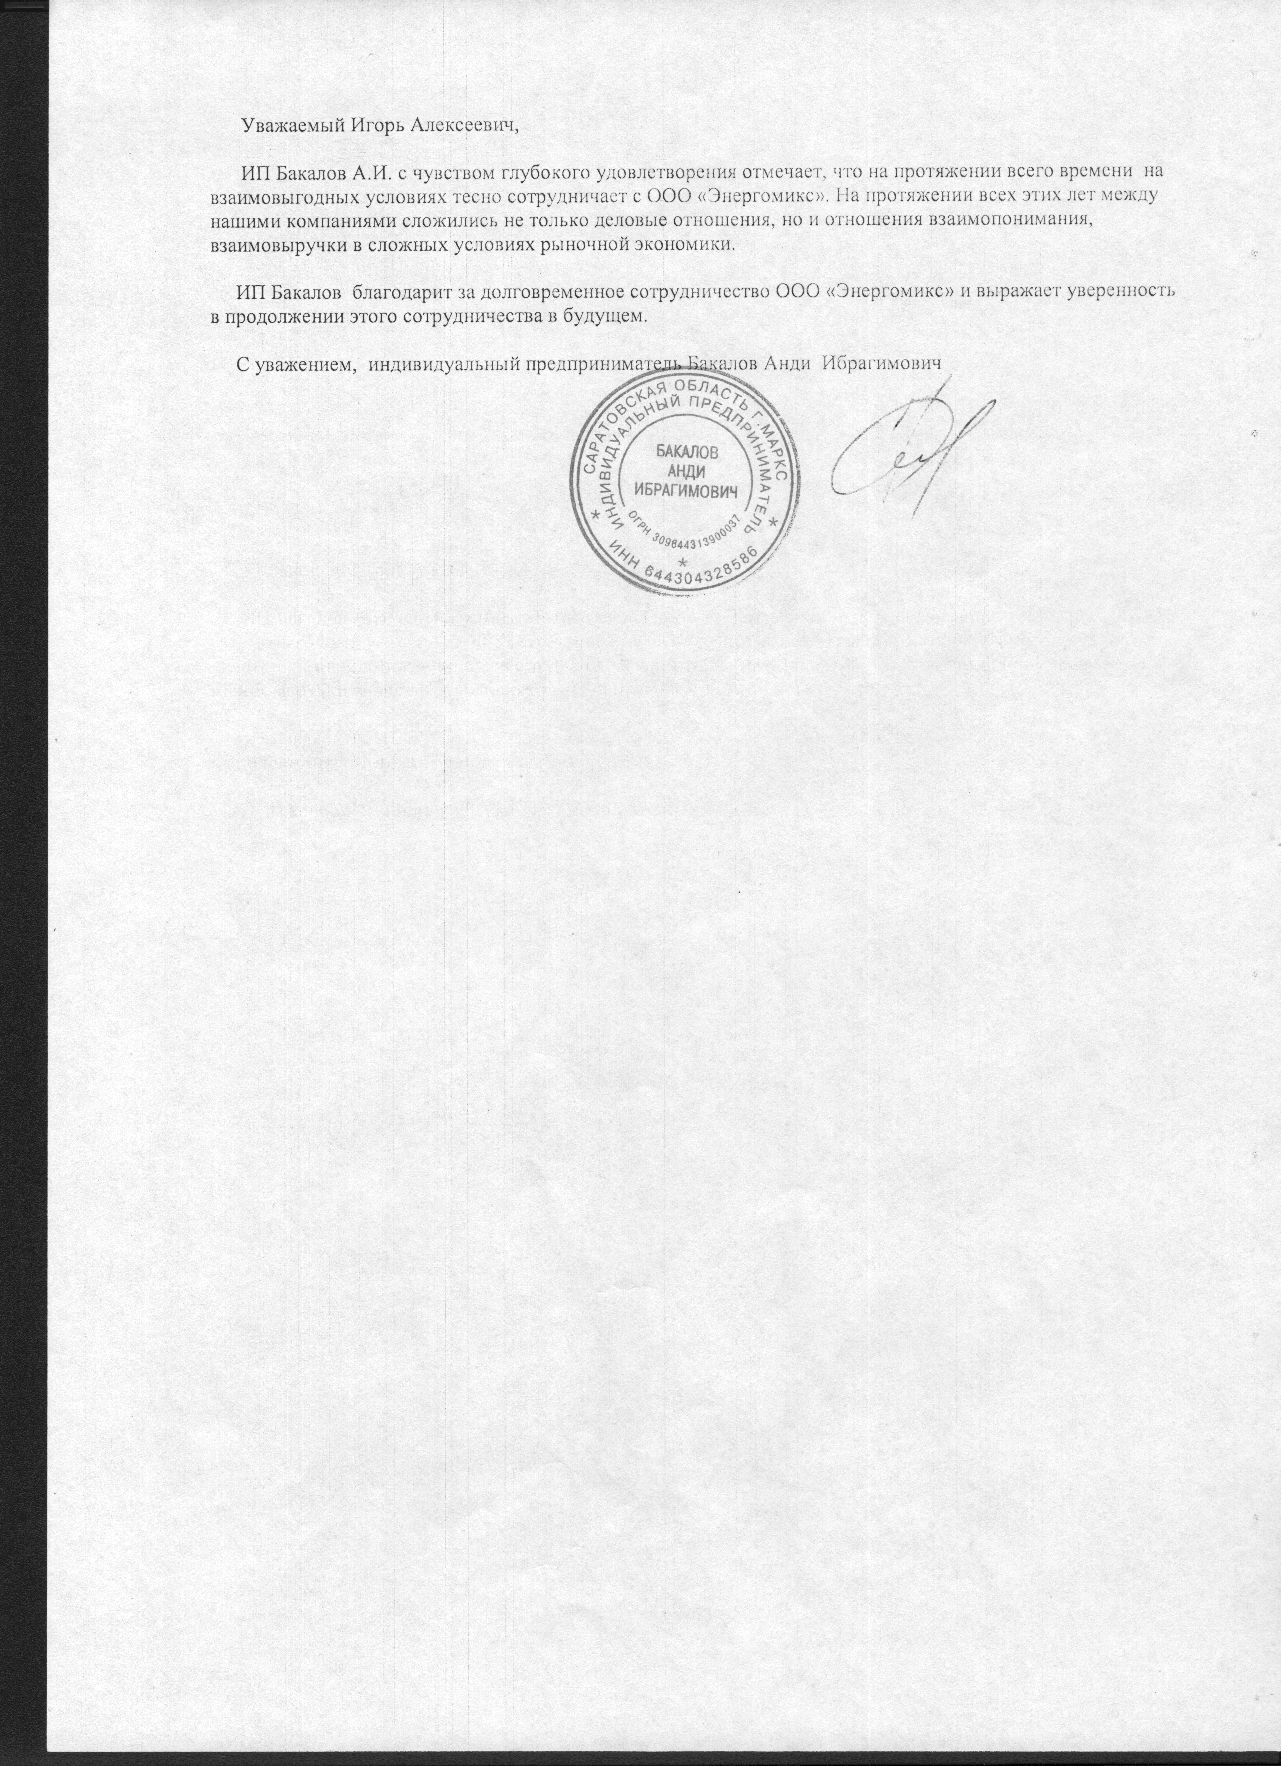 Уважаемый Игорь Алексеевич,
ИП Бакалов А.И. с чувством глубокого удовлетворения отмечает, что на протяжении всего времени на
взаимовыгодных условиях тесно сотрудничает с ООО «Энергомикс». На протяжении всех этих лет между
нашими компаниями сложились не только деловые отношения, но и отношения взаимопонимания,
взаимовыручки в сложных условиях рыночной экономики.
ИП Бакалов благодарит за долговременное сотрудничество ООО «Энергомикс» и выражает уверенность
в продолжении этого сотрудничества в будущем.
С уважением, индивидуальный предприниматель Бакалов Анди Ибрагимович
САРАТОВСКАЯ ОБЛАСТЬ Г.МАРКС
ИНДИВИДУАЛЬНЫЙ ПРЕДПРИНИМАТЕЛЬ
БАКАЛОВ
АНДИ
ИБРАГИМОВИЧ
ОГРН 309644313900037
ИНН 644304328586